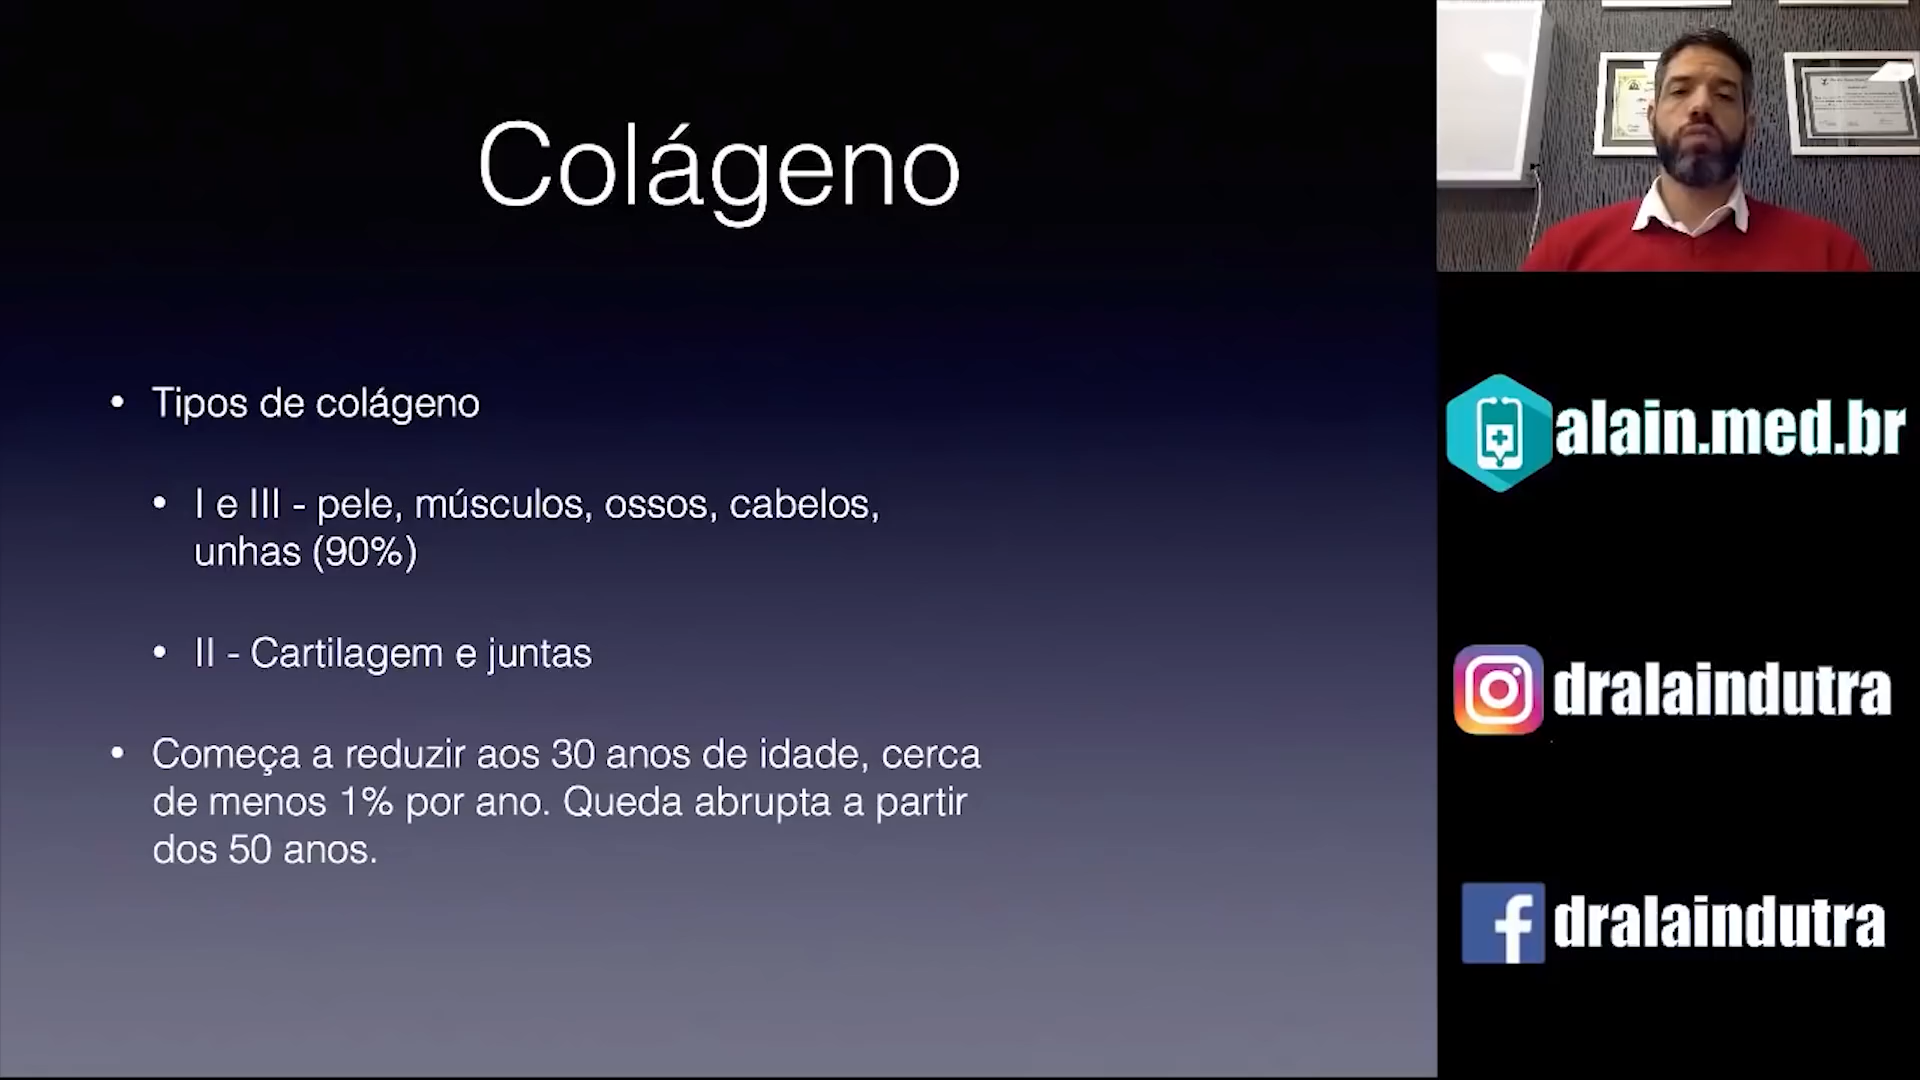 Colágeno
• Tipos de colágeno
• I e III - pele, músculos, ossos, cabelos,
unhas (90%)
• II - Cartilagem e juntas
• Começa a reduzir aos 30 anos de idade, cerca
de menos 1% por ano. Queda abrupta a partir
dos 50 anos.
alain.med.br
dralaindutra
dralaindutra